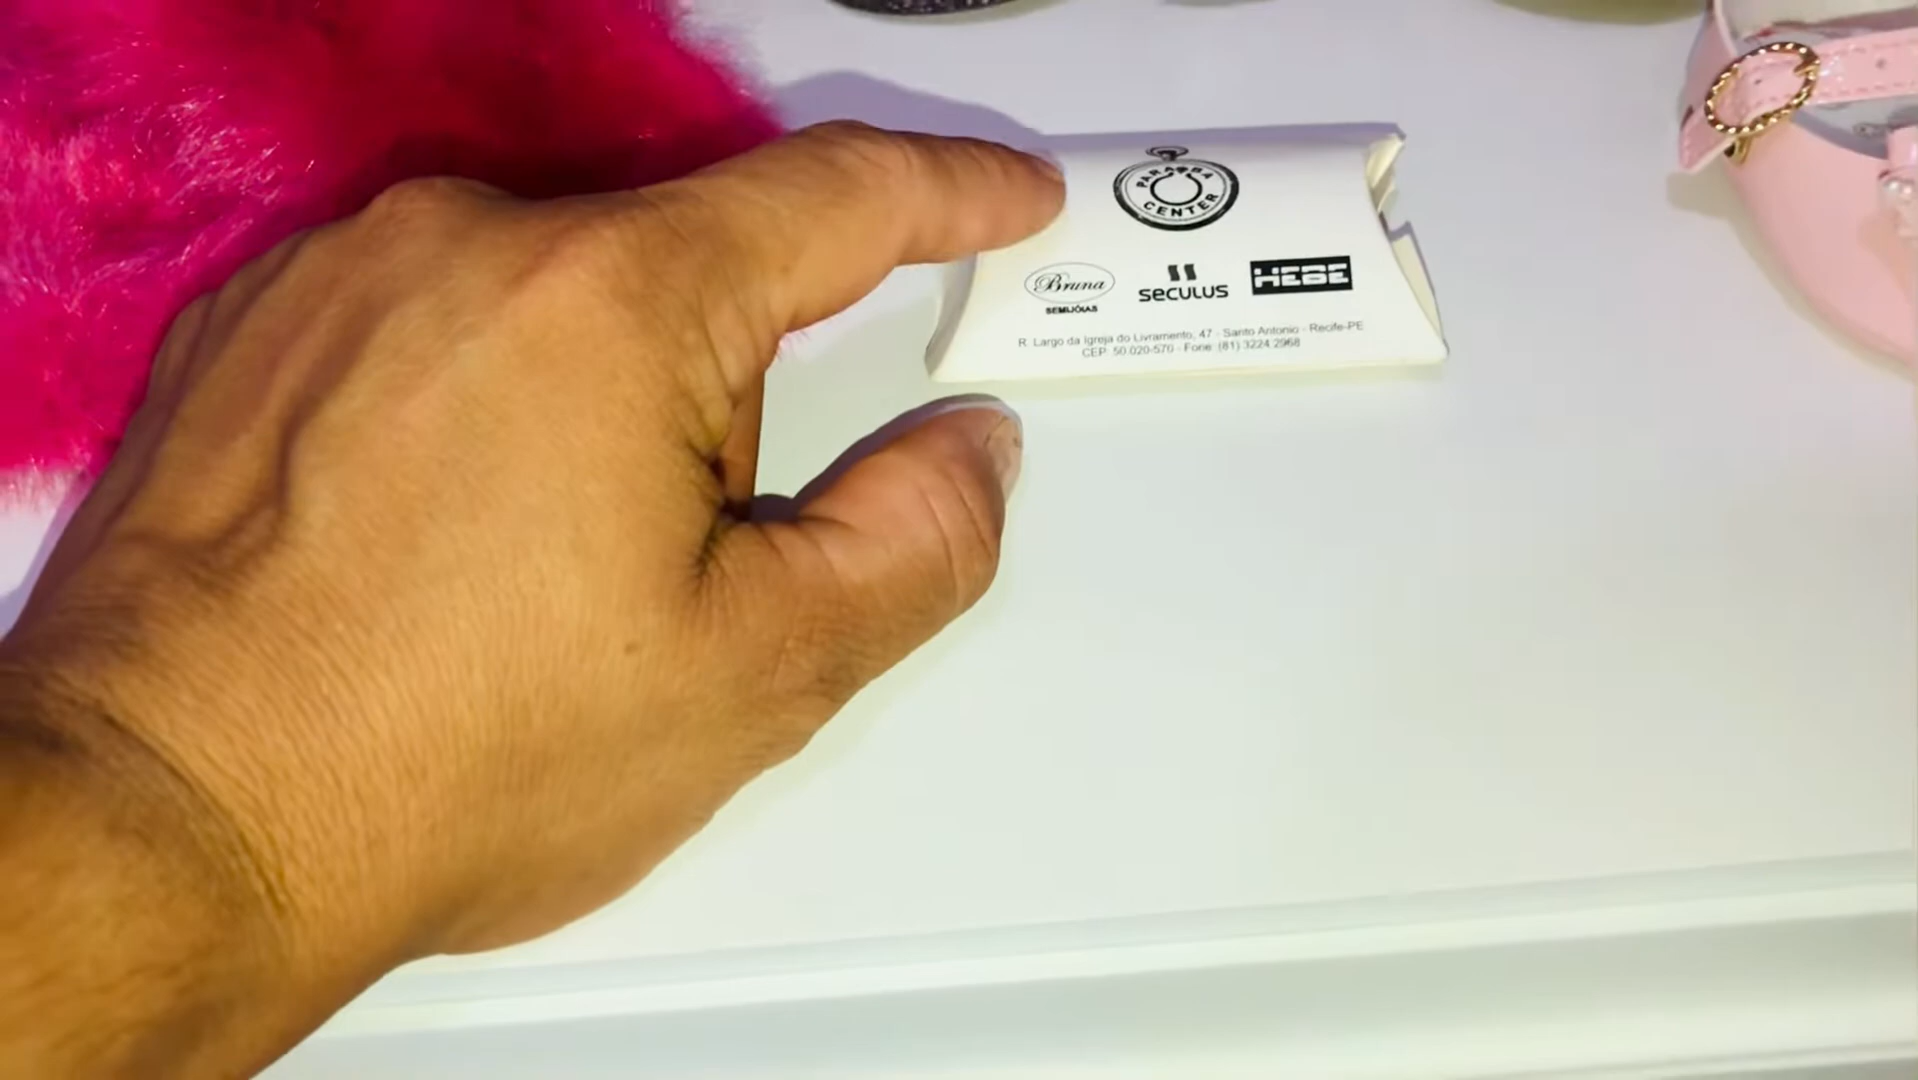 PARAIBA
CENTER
Bruna
SEMIJÓIAS
seculus
HEBE
R. Largo da Igreja do Livramento, 47 - Santo Antonio - Recife-PE
CEP: 50.020-570 - Fone: (81) 3224.2968